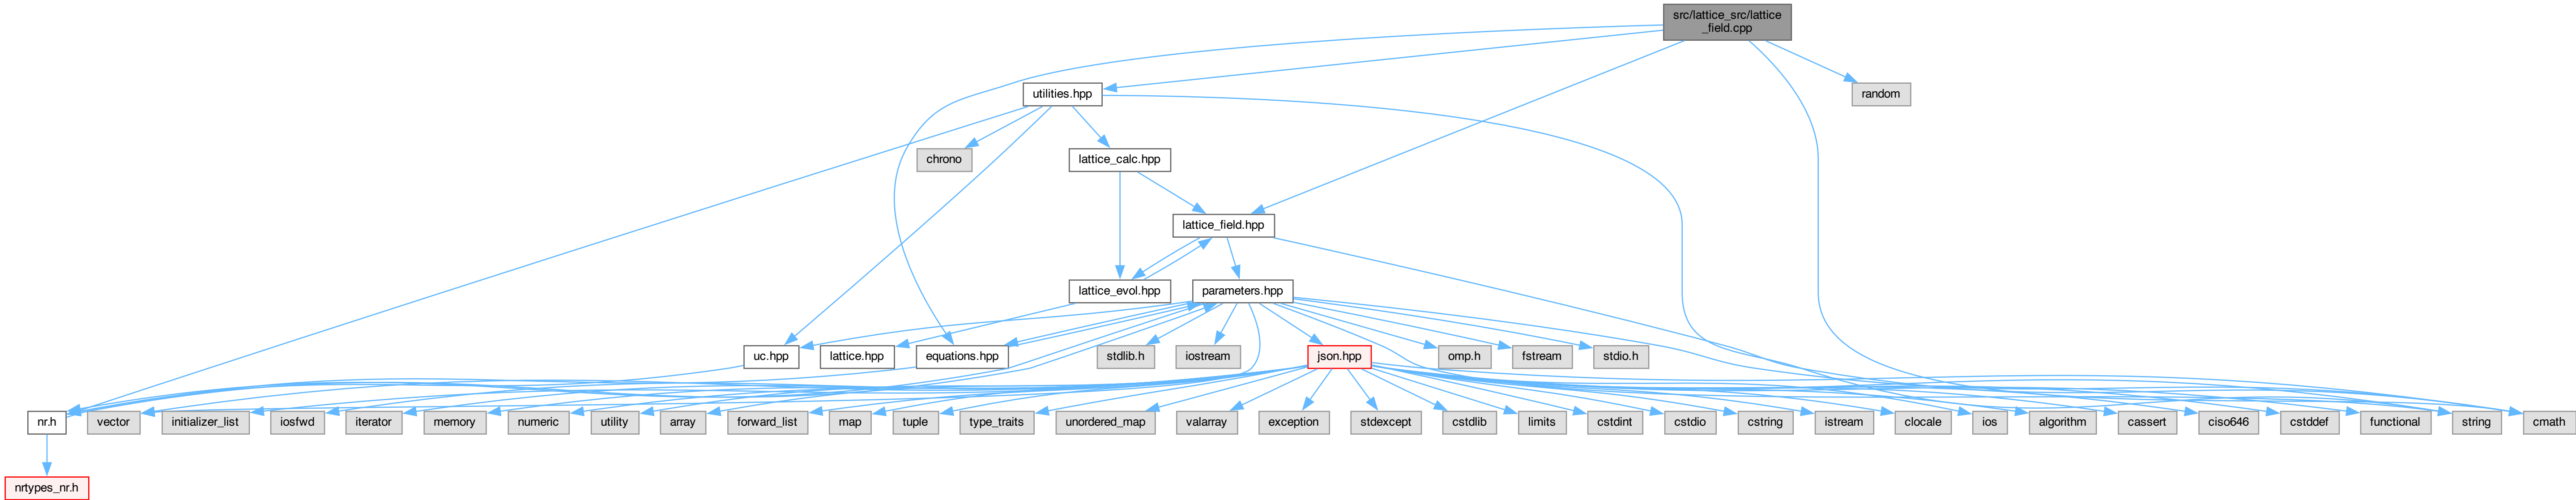 src/lattice_src/lattice
_field.cpp
utilities.hpp
random
chrono
lattice_calc.hpp
lattice_field.hpp
lattice_evol.hpp
parameters.hpp
uc.hpp
lattice.hpp
equations.hpp
stdlib.h
iostream
json.hpp
omp.h
fstream
stdio.h
nr.h
vector
initializer_list
iosfwd
iterator
memory
numeric
utility
array
forward_list
map
tuple
type_traits
unordered_map
valarray
exception
stdexcept
cstdlib
limits
cstdint
cstdio
cstring
istream
clocale
ios
algorithm
cassert
ciso646
cstddef
functional
string
cmath
nrtypes_nr.h